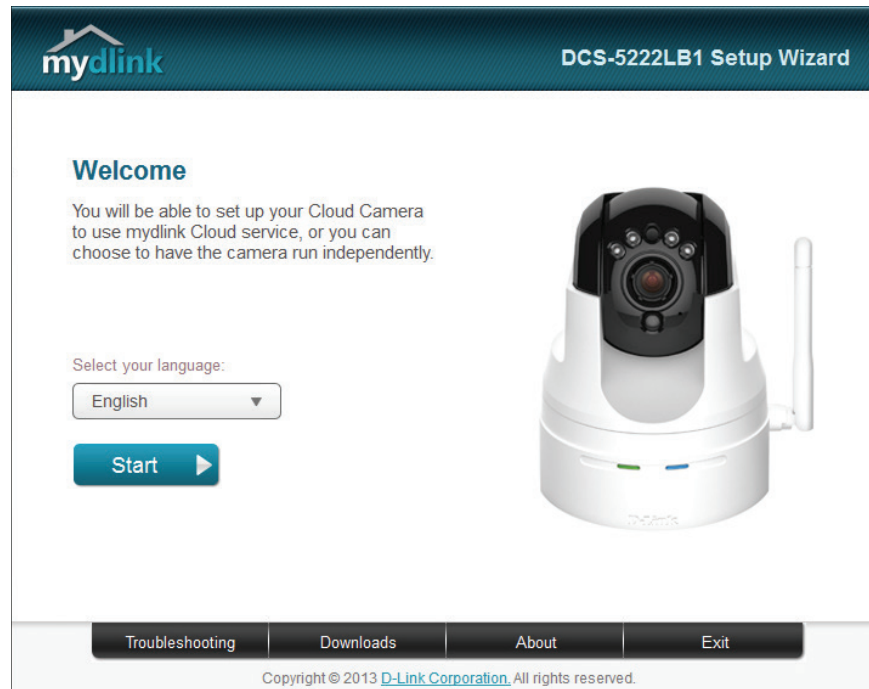 mydlink
DCS-5222LB1 Setup Wizard
Welcome
You will be able to set up your Cloud Camera
to use mydlink Cloud service, or you can
choose to have the camera run independently.
Select your language:
English
Start
D-Link
Troubleshooting
Downloads
About
Exit
Copyright © 2013 D-Link Corporation. All rights reserved.